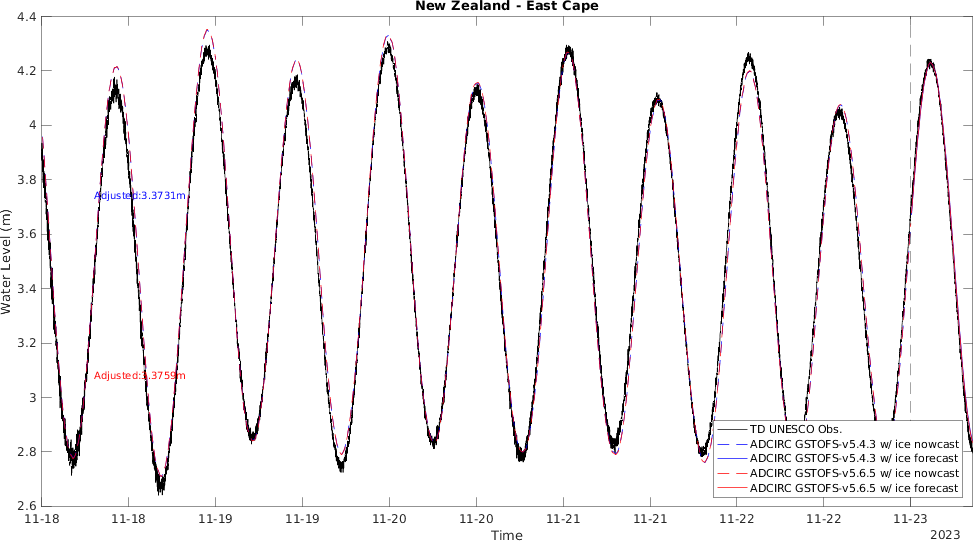 New Zealand - East Cape
4.4
4.2
4
3.8
3.6
3.4
3.2
3
2.8
2.6
Water Level (m)
Adjusted:3.3731m
Adjusted:3.3759m
TD UNESCO Obs.
ADCIRC GSTOFS-v5.4.3 w/ ice nowcast
ADCIRC GSTOFS-v5.4.3 w/ ice forecast
ADCIRC GSTOFS-v5.6.5 w/ ice nowcast
ADCIRC GSTOFS-v5.6.5 w/ ice forecast
11-18 11-18 11-19 11-19 11-20 11-20 11-21 11-21 11-22 11-22 11-23
Time
2023